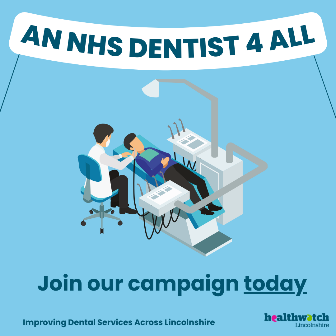 AN NHS DENTIST 4 ALL
Join our campaign today
Improving Dental Services Across Lincolnshire
healthwatch
Lincolnshire